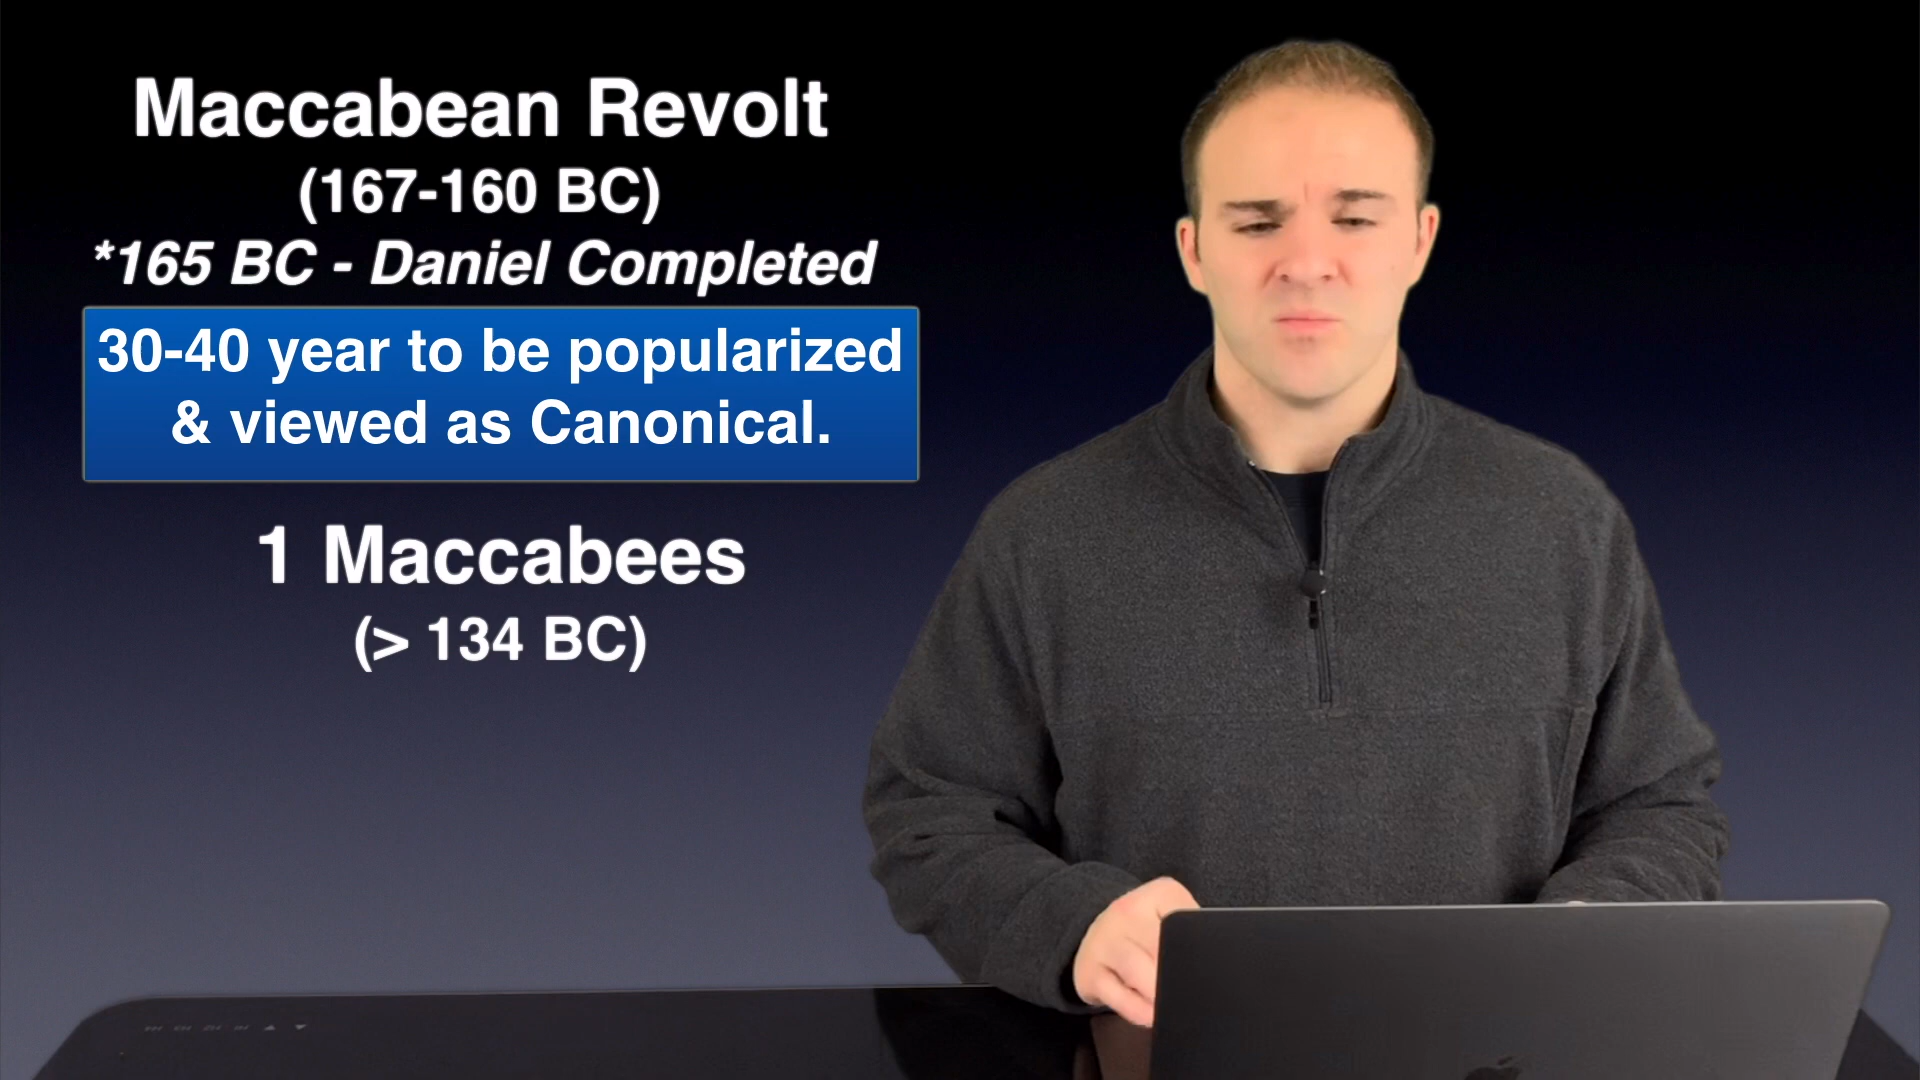 Maccabean Revolt
(167-160 BC)
*165 BC - Daniel Completed
30-40 year to be popularized
& viewed as Canonical.
1 Maccabees
(> 134 BC)